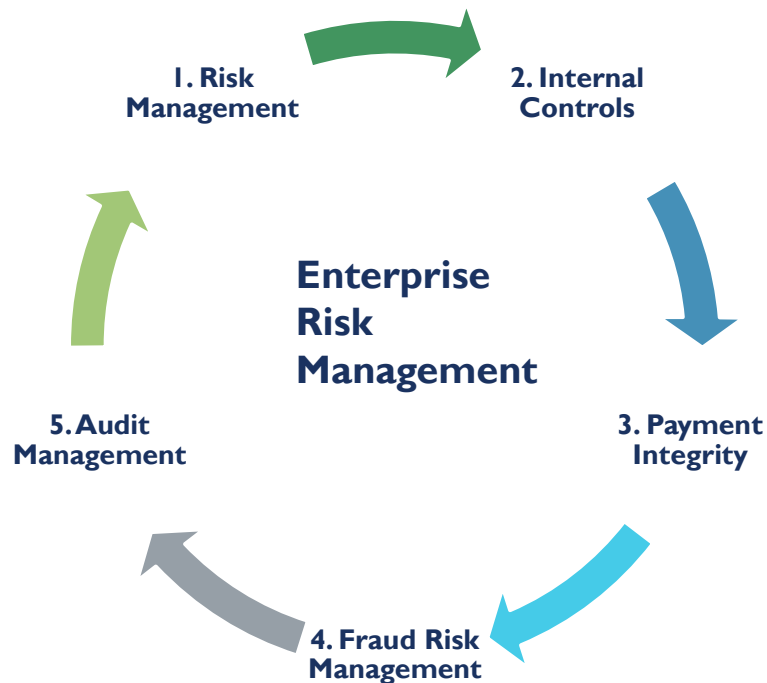 1. Risk
Management
2. Internal
Controls
Enterprise
Risk
Management
3. Payment
Integrity
4. Fraud Risk
Management
5. Audit
Management